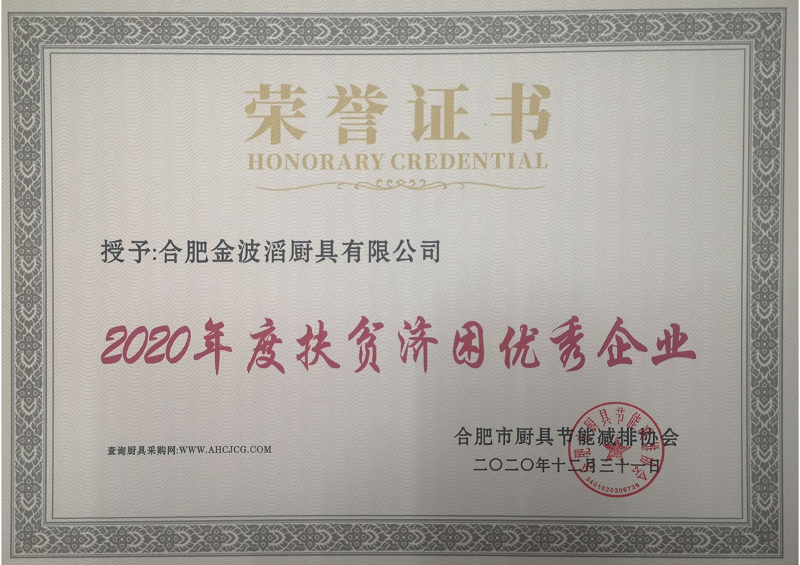 荣誉证书
HONORARY CREDENTIAL
授予:合肥金波滔厨具有限公司
2020年度扶贫济困优秀企业
合肥市厨具节能减排协会
查询厨具采购网:WWW.AHCJCG.COM
二〇二〇年十二月三十一日
3401020306736